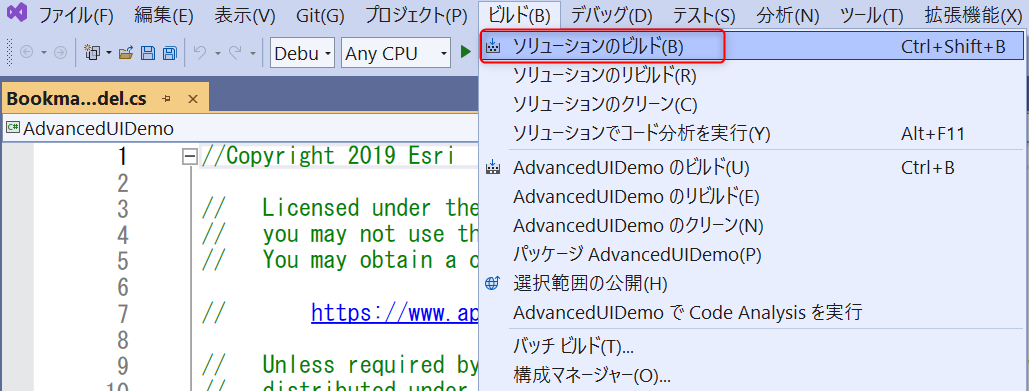 ファイル(F) 編集(E) 表示(V) Git(G) プロジェクト(P) ビルド(B) デバッグ(D) テスト(S) 分析(N) ツール(T) 拡張機能(X)
Debu Any CPU
ソリューションのビルド(B) Ctrl+Shift+B
ソリューションのリビルド(R)
ソリューションのクリーン(C)
ソリューションでコード分析を実行(Y) Alt+F11
AdvancedUIDemo のビルド(U) Ctrl+B
AdvancedUIDemo のリビルド(E)
AdvancedUIDemo のクリーン(N)
パッケージ AdvancedUIDemo(P)
選択範囲の公開(H)
AdvancedUIDemo で Code Analysis を実行
バッチ ビルド(T)...
構成マネージャー(O)...
Bookma...del.cs
C# AdvancedUIDemo
1 //Copyright 2019 Esri
2
3 // Licensed under the
4 // you may not use th
5 // You may obtain a c
6
7 // https://www.ap
8
9 // Unless required by
10 // distributed under